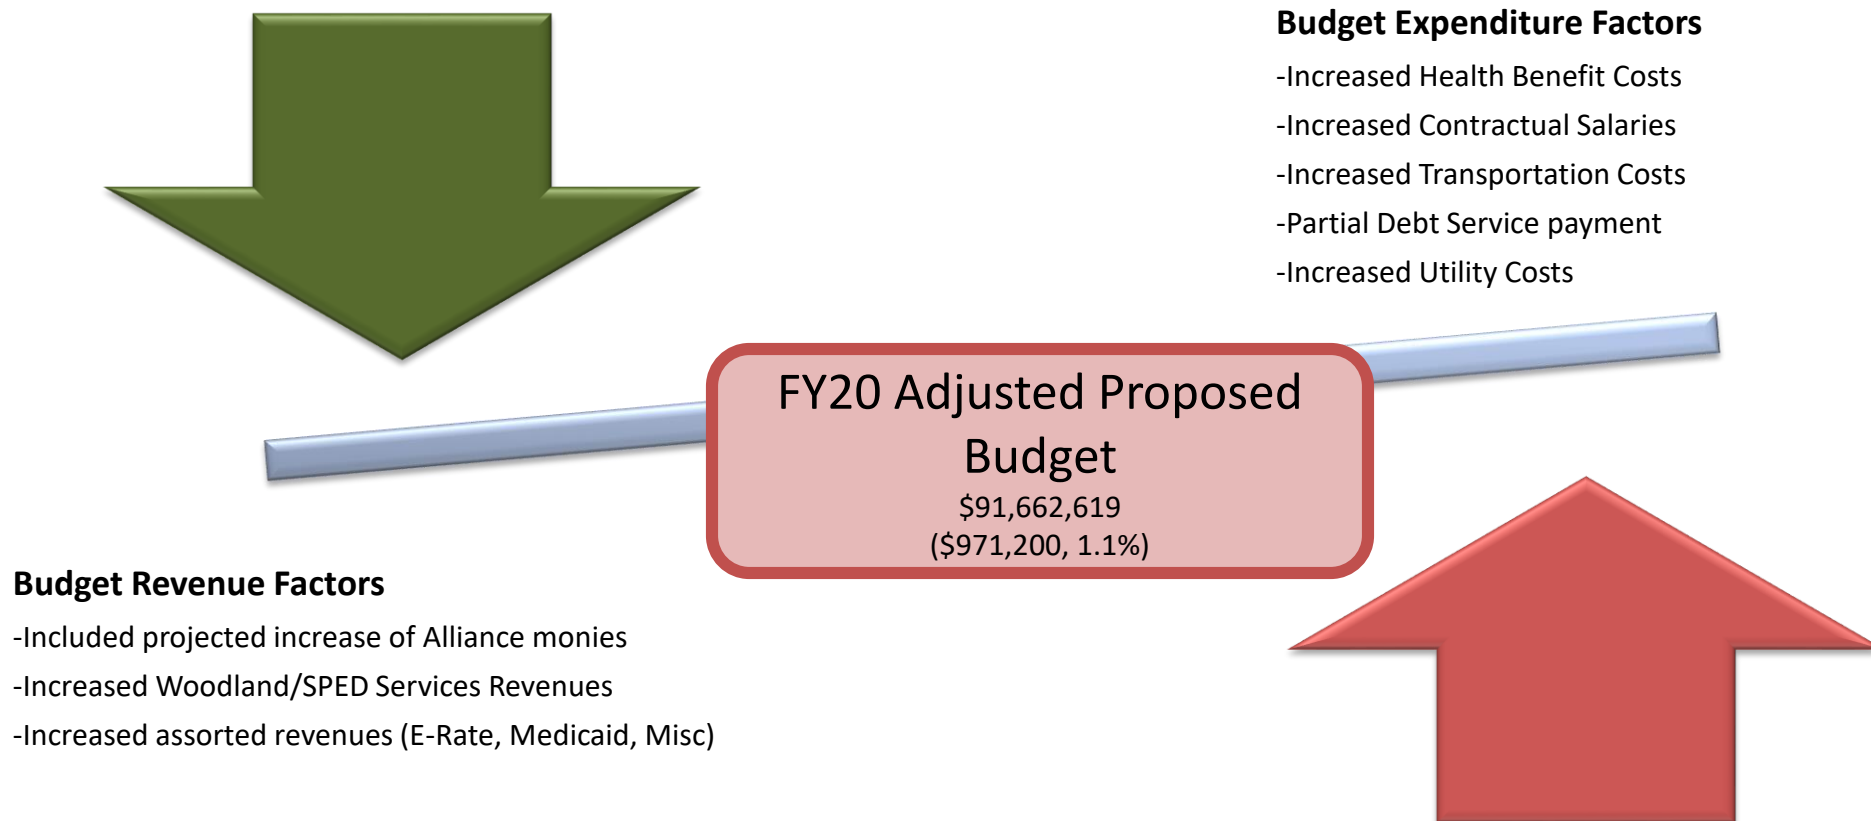 Budget Expenditure Factors
-Increased Health Benefit Costs
-Increased Contractual Salaries
-Increased Transportation Costs
-Partial Debt Service payment
-Increased Utility Costs
FY20 Adjusted Proposed
Budget
$91,662,619
($971,200, 1.1%)
Budget Revenue Factors
-Included projected increase of Alliance monies
-Increased Woodland/SPED Services Revenues
-Increased assorted revenues (E-Rate, Medicaid, Misc)